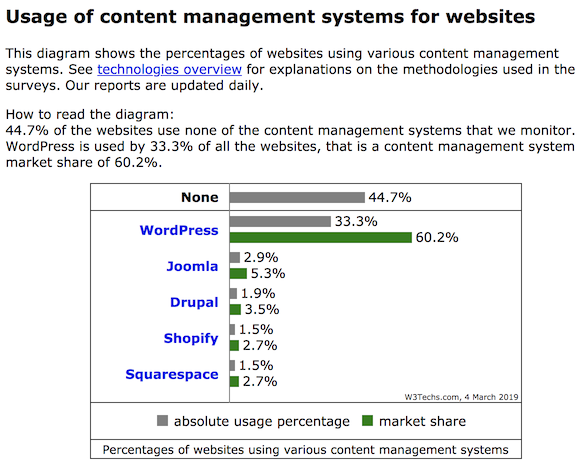 Usage of content management systems for websites
This diagram shows the percentages of websites using various content management
systems. See technologies overview for explanations on the methodologies used in the
surveys. Our reports are updated daily.
How to read the diagram:
44.7% of the websites use none of the content management systems that we monitor.
WordPress is used by 33.3% of all the websites, that is a content management system
market share of 60.2%.
None 44.7%
WordPress 33.3%
60.2%
Joomla 2.9%
5.3%
Drupal 1.9%
3.5%
Shopify 1.5%
2.7%
Squarespace 1.5%
2.7%
W3Techs.com, 4 March 2019
absolute usage percentage market share
Percentages of websites using various content management systems